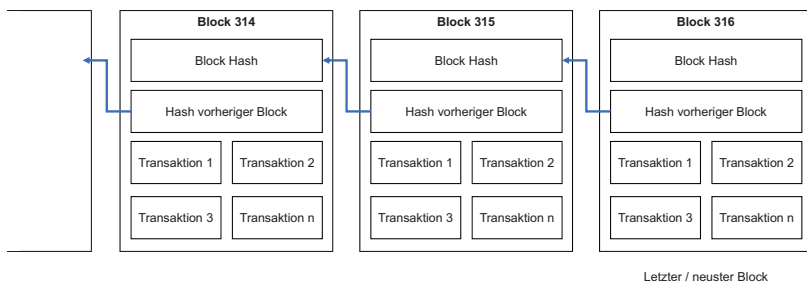 Block 314
Block Hash
Hash vorheriger Block
Transaktion 1
Transaktion 2
Transaktion 3
Transaktion n
Block 315
Block Hash
Hash vorheriger Block
Transaktion 1
Transaktion 2
Transaktion 3
Transaktion n
Block 316
Block Hash
Hash vorheriger Block
Transaktion 1
Transaktion 2
Transaktion 3
Transaktion n
Letzter / neuster Block